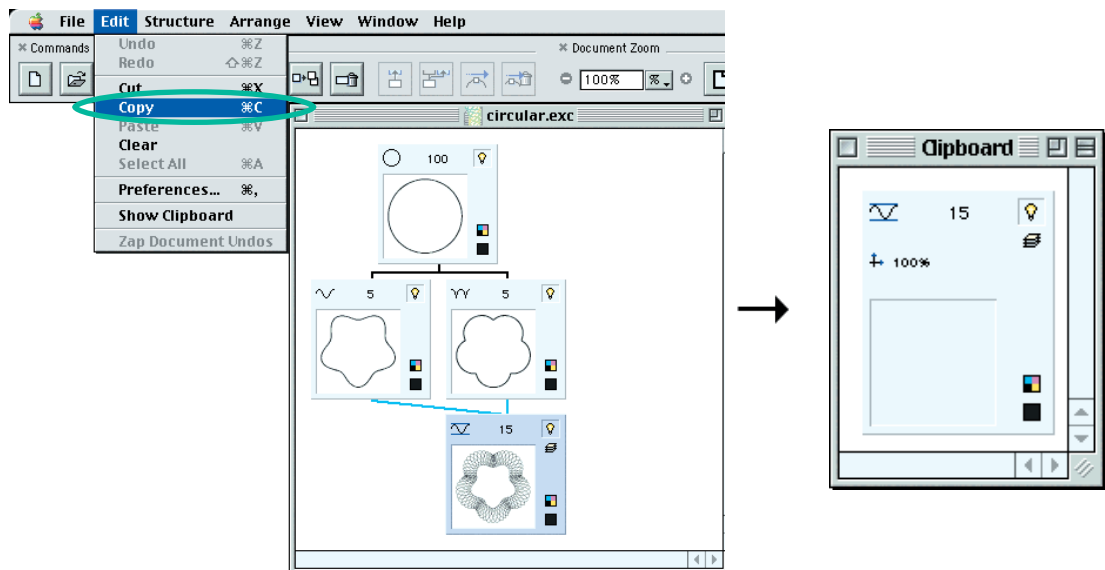 File Edit Structure Arrange View Window Help
Commands
Document Zoom
100% %
Undo ⌘Z
Redo ⇧⌘Z
Cut ⌘X
Copy ⌘C
Paste ⌘V
Clear
Select All ⌘A
Preferences... ⌘,
Show Clipboard
Zap Document Undos
circular.exc
100
5
5
15
Clipboard
15
100%